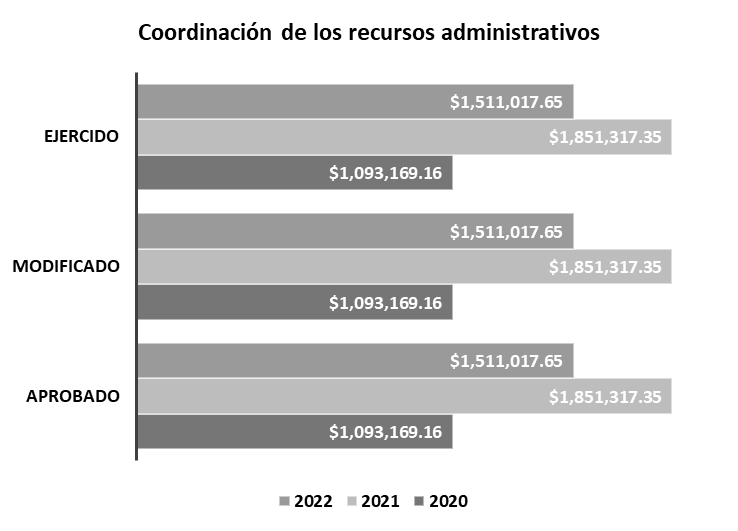 Coordinación de los recursos administrativos
$1,511,017.65
EJERCIDO
$1,851,317.35
$1,093,169.16
$1,511,017.65
MODIFICADO
$1,851,317.35
$1,093,169.16
$1,511,017.65
APROBADO
$1,851,317.35
$1,093,169.16
2022 2021 2020